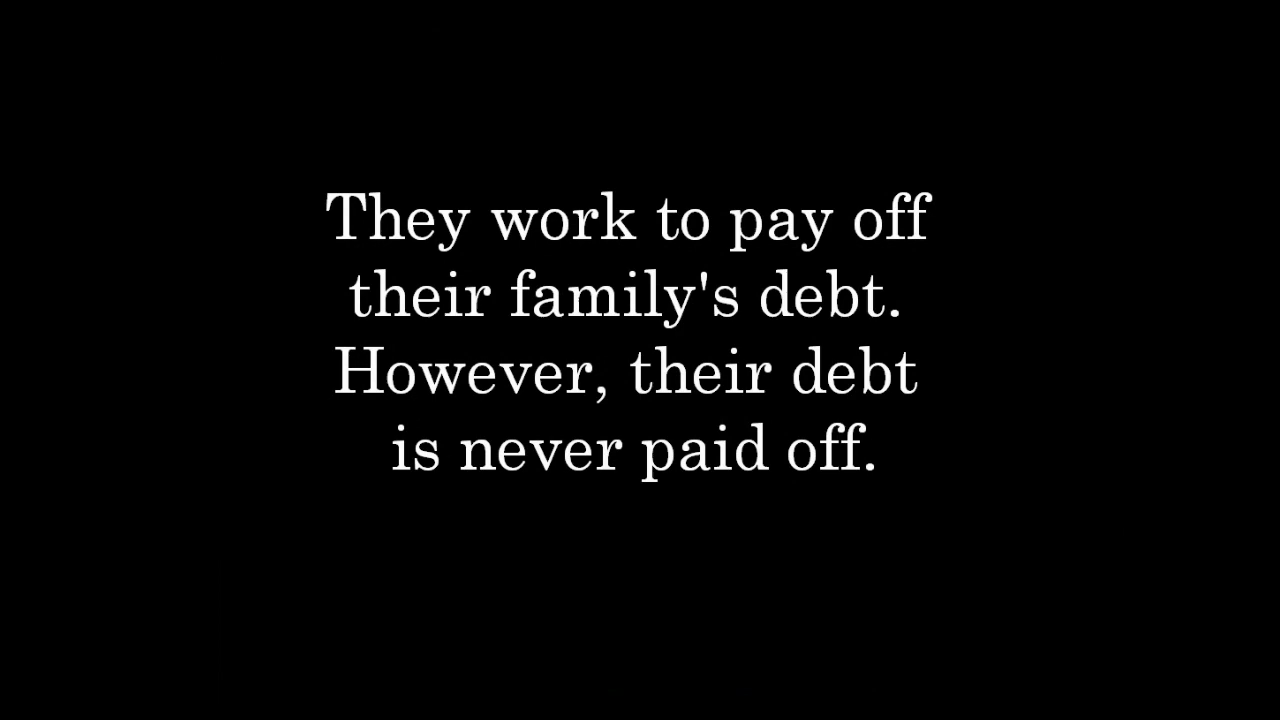 They work to pay off
their family's debt.
However, their debt
is never paid off.